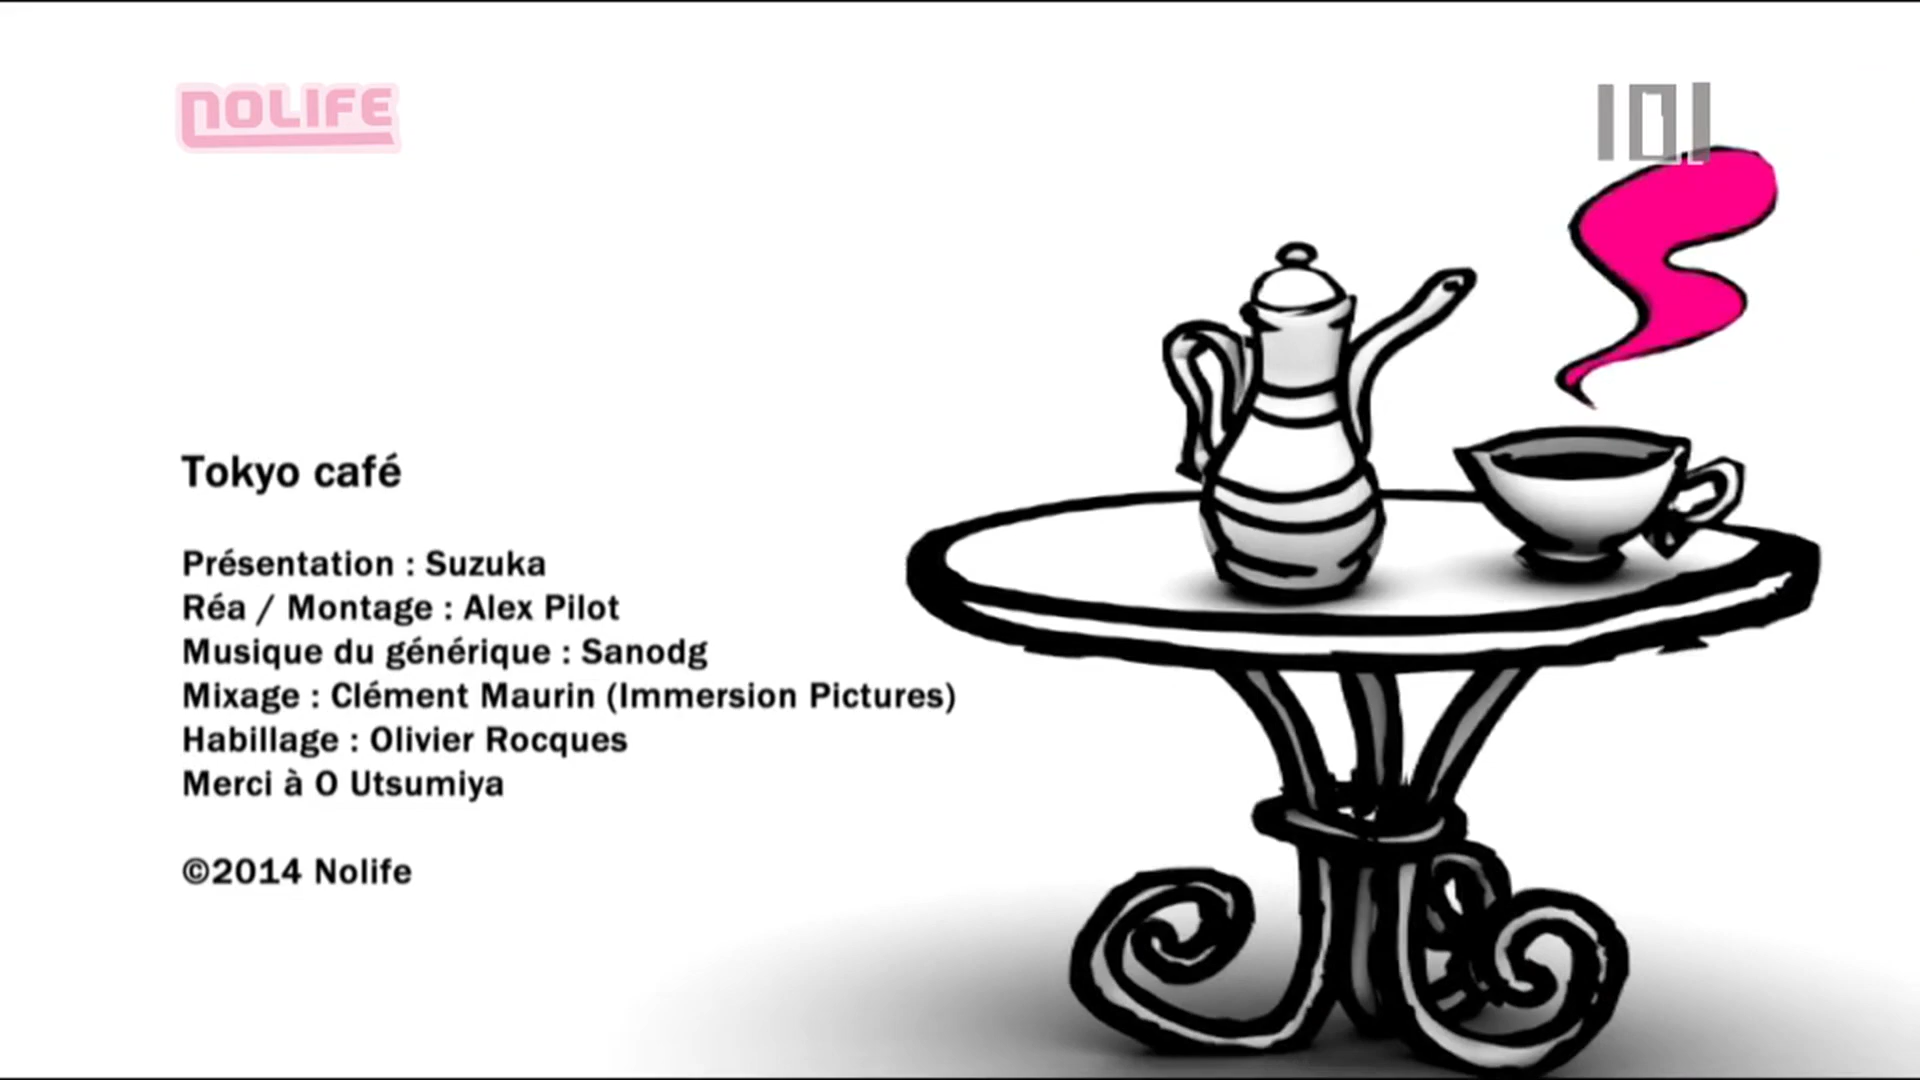 NOLIFE
101
Tokyo café
Présentation : Suzuka
Réa / Montage : Alex Pilot
Musique du générique : Sanodg
Mixage : Clément Maurin (Immersion Pictures)
Habillage : Olivier Rocques
Merci à O Utsumiya
©2014 Nolife